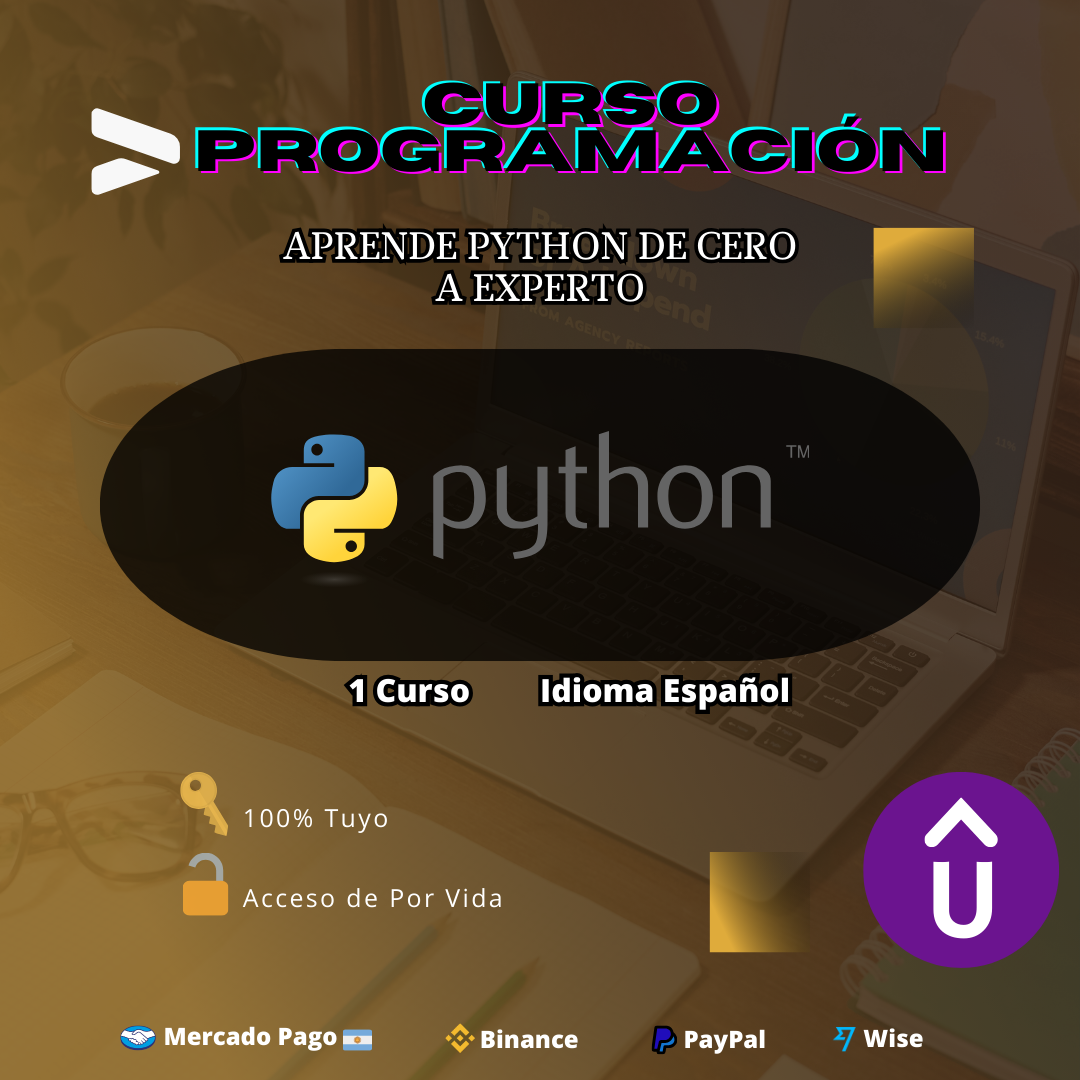 CURSO
PROGRAMACIÓN
APRENDE PYTHON DE CERO
A EXPERTO
python TM
1 Curso
Idioma Español
100% Tuyo
Acceso de Por Vida
Mercado Pago
Binance
PayPal
Wise